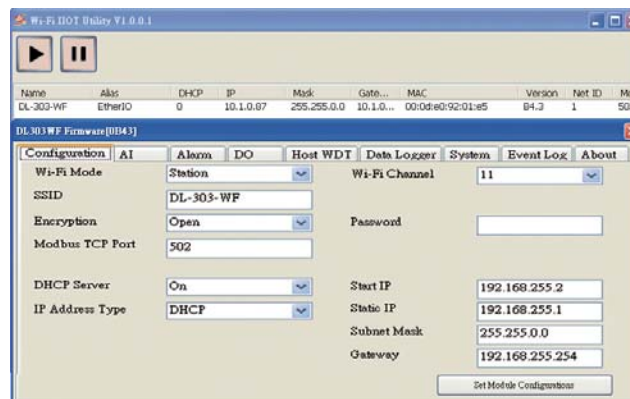 Wi-Fi IIOT Utility V1.0.0.1
Name Alias DHCP IP Mask Gate... MAC Version Net ID
DL-303-WF EtherIO 0 10.1.0.87 255.255.0.0 10.1.0... 00:0d:e0:92:01:e5 B4.3 1 50
DL303WF Firmware[0B43]
Configuration AI Alarm DO Host WDT Data Logger System Event Log About
Wi-Fi Mode Station Wi-Fi Channel 11
SSID DL-303-WF
Encryption Open Password
Modbus TCP Port 502
DHCP Server On Start IP 192.168.255.2
IP Address Type DHCP Static IP 192.168.255.1
Subnet Mask 255.255.0.0
Gateway 192.168.255.254
Set Module Configurations